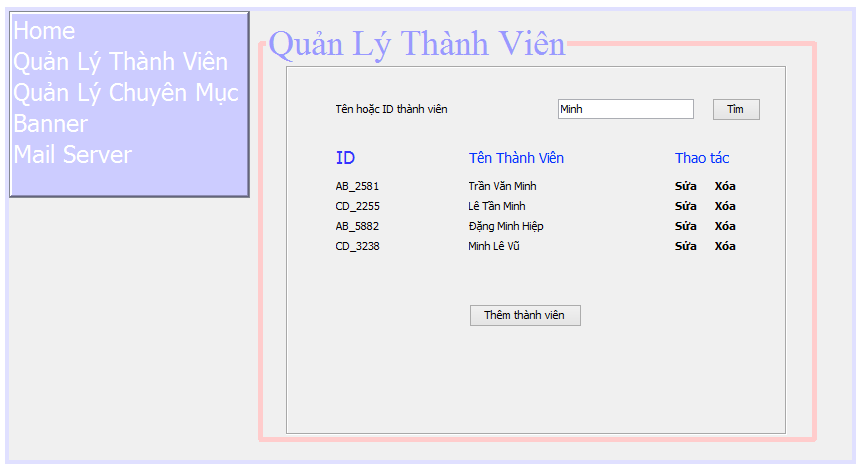 Home
Quản Lý Thành Viên
Quản Lý Chuyên Mục
Banner
Mail Server
Quản Lý Thành Viên
Tên hoặc ID thành viên Minh Tìm
ID Tên Thành Viên Thao tác
AB_2581 Trần Văn Minh Sửa Xóa
CD_2255 Lê Tấn Minh Sửa Xóa
AB_5882 Đặng Minh Hiệp Sửa Xóa
CD_3238 Minh Lê Vũ Sửa Xóa
Thêm thành viên